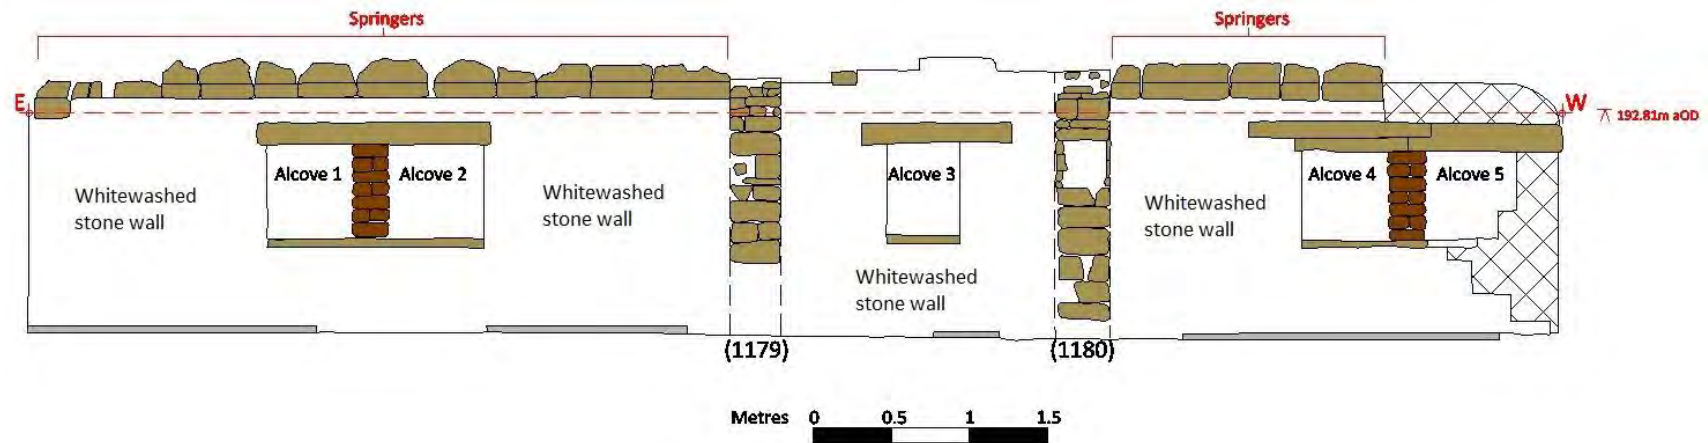 Springers
Springers
E
W
192.81m aOD
Alcove 1
Alcove 2
Alcove 3
Alcove 4
Alcove 5
Whitewashed
stone wall
Whitewashed
stone wall
Whitewashed
stone wall
Whitewashed
stone wall
(1179)
(1180)
Metres 0 0.5 1 1.5